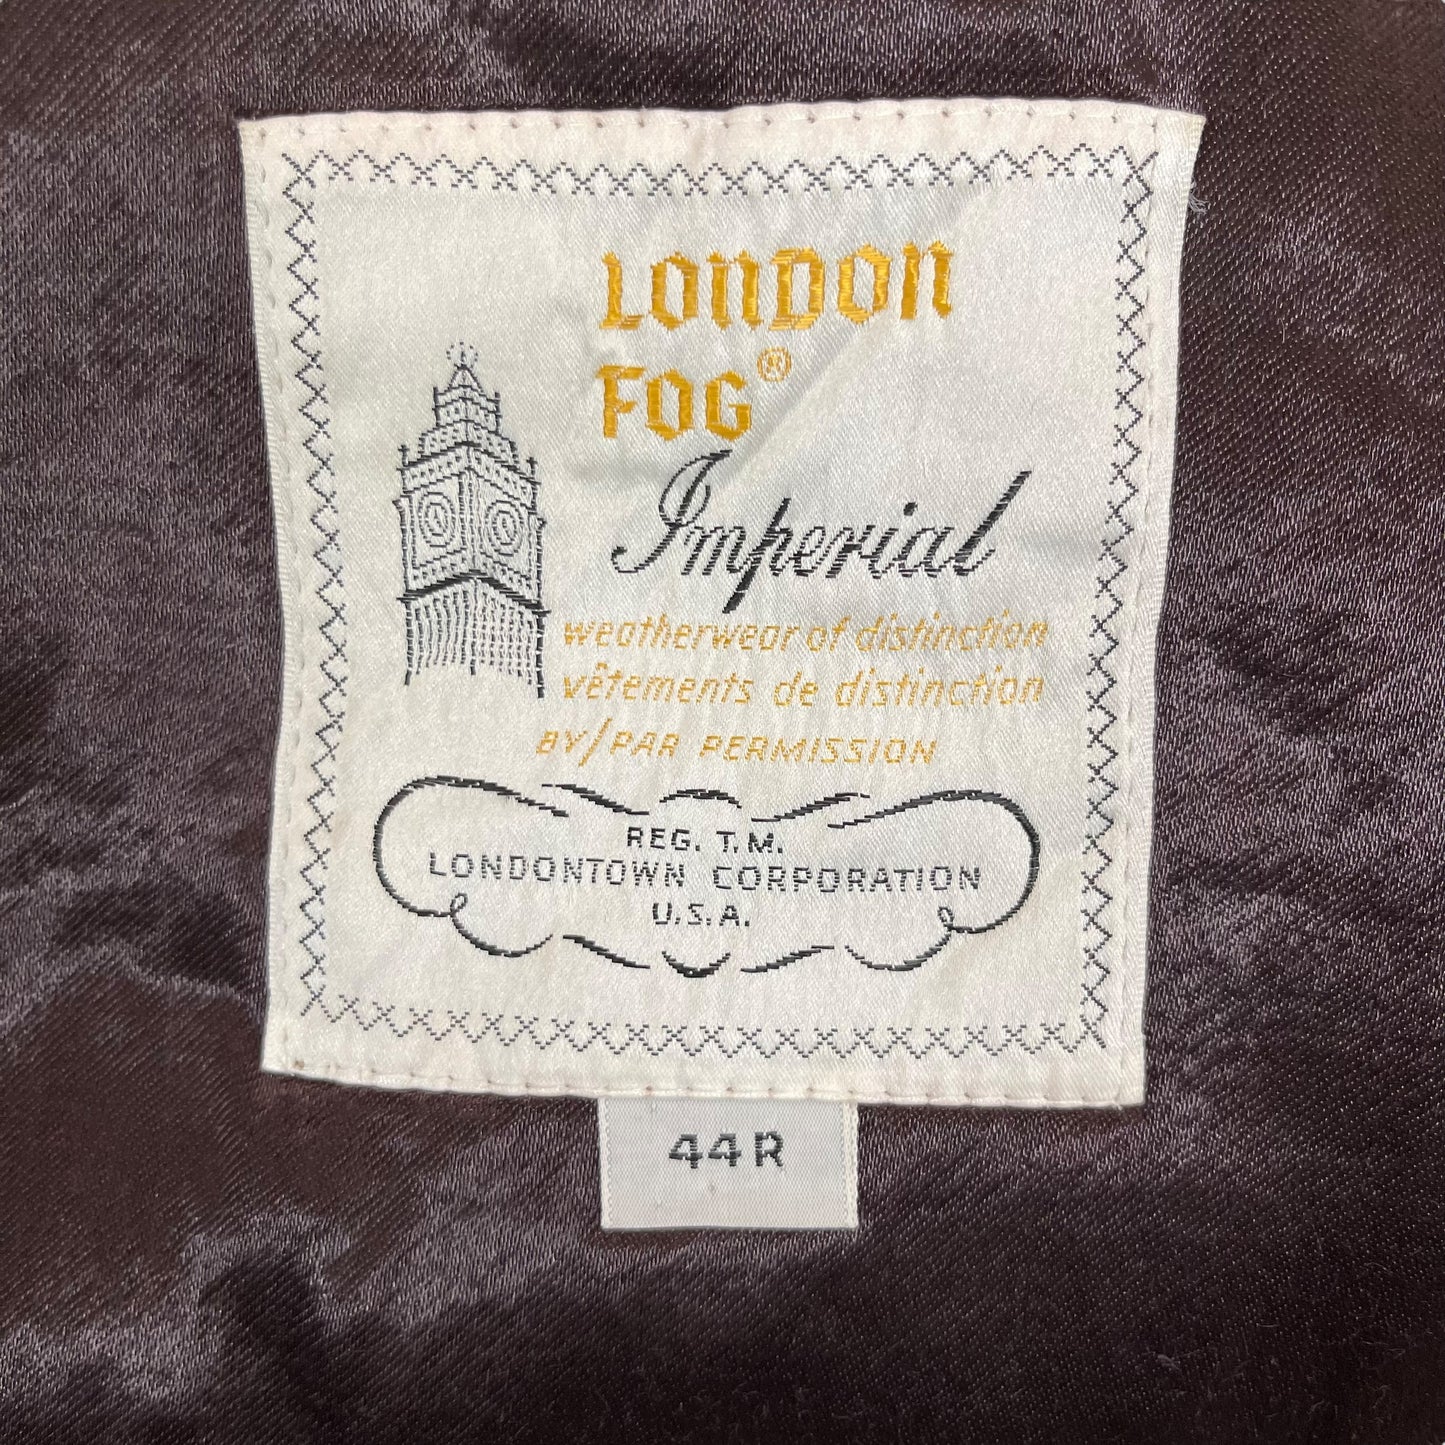 LONDON
FOG®
Imperial
weatherwear of distinction
vêtements de distinction
BY/PAR PERMISSION
REG. T.M.
LONDONTOWN CORPORATION
U.S.A.
44R